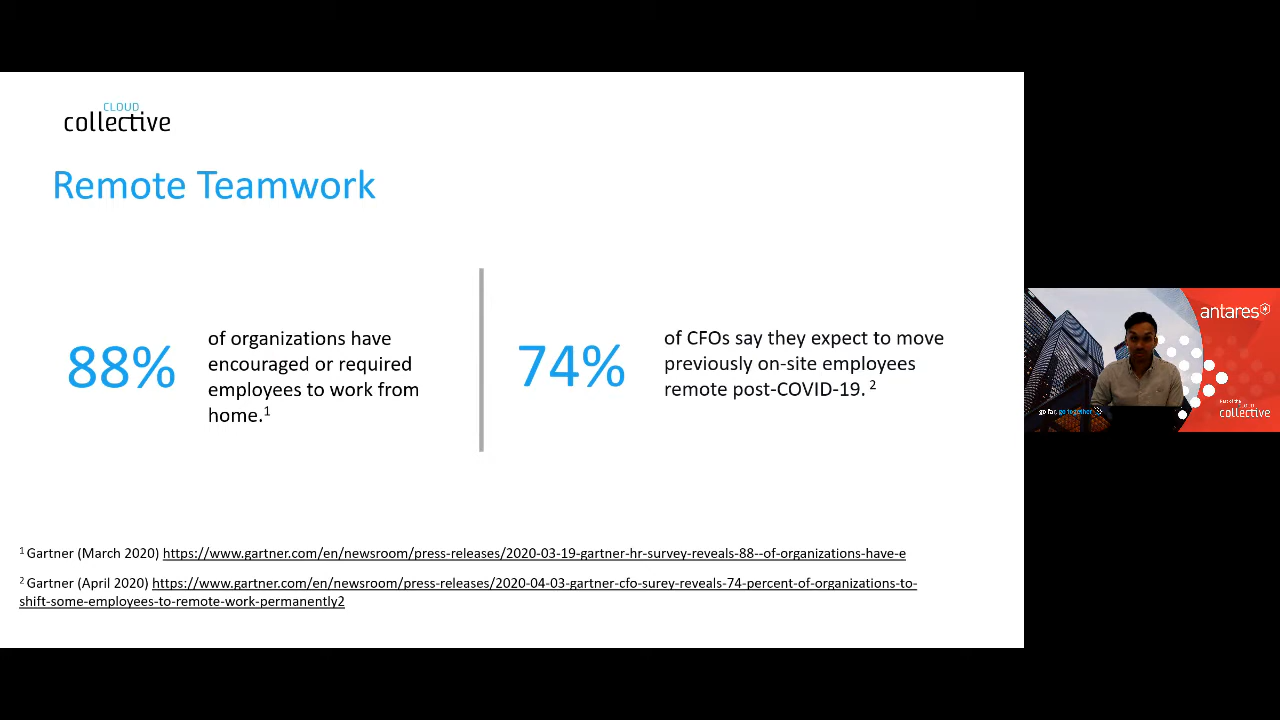 CLOUD
collective
Remote Teamwork
88%
of organizations have
encouraged or required
employees to work from
home.¹
74%
of CFOs say they expect to move
previously on-site employees
remote post-COVID-19. ²
¹ Gartner (March 2020) https://www.gartner.com/en/newsroom/press-releases/2020-03-19-gartner-hr-survey-reveals-88--of-organizations-have-e
² Gartner (April 2020) https://www.gartner.com/en/newsroom/press-releases/2020-04-03-gartner-cfo-surey-reveals-74-percent-of-organizations-to-
shift-some-employees-to-remote-work-permanently2
antares
go far, go together
collective